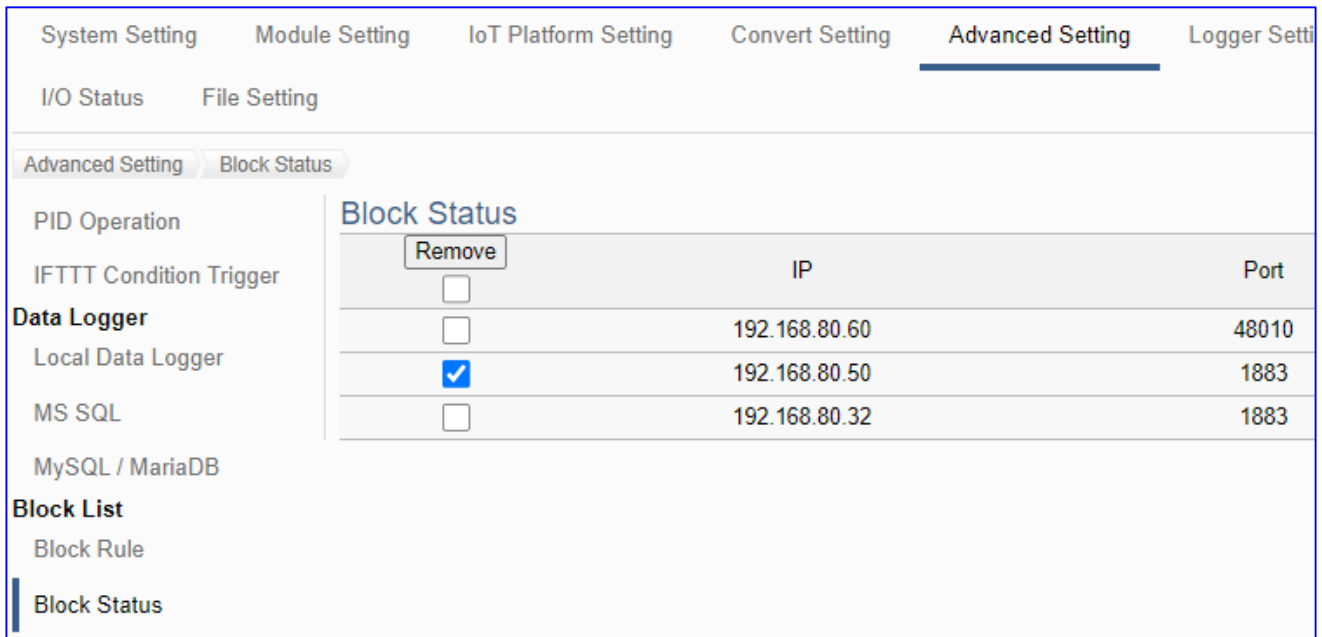 System Setting Module Setting IoT Platform Setting Convert Setting Advanced Setting Logger Setti
I/O Status File Setting
Advanced Setting Block Status
PID Operation
IFTTT Condition Trigger
Data Logger
Local Data Logger
MS SQL
MySQL / MariaDB
Block List
Block Rule
Block Status
Block Status
Remove IP Port
192.168.80.60 48010
192.168.80.50 1883
192.168.80.32 1883